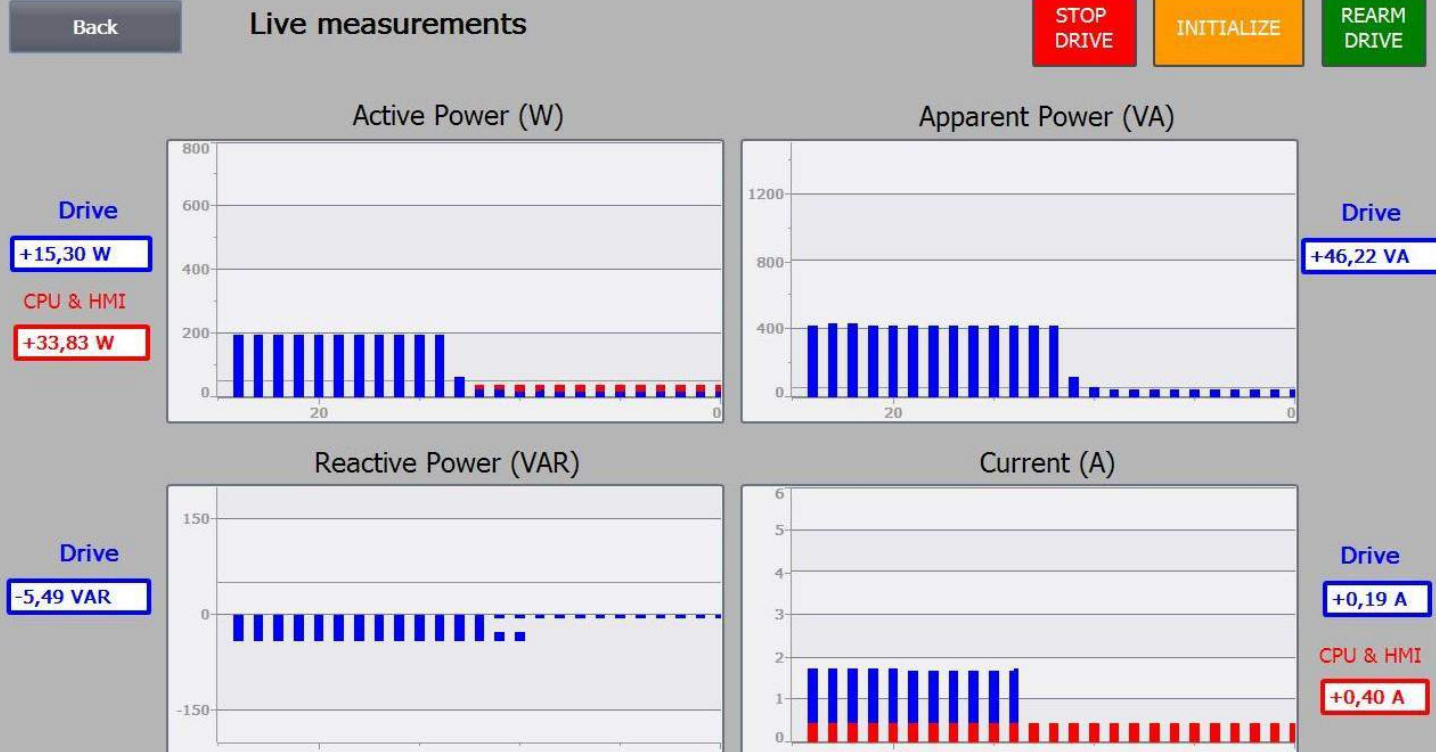 Back
Live measurements
STOP
DRIVE
INITIALIZE
REARM
DRIVE
Active Power (W)
Apparent Power (VA)
Drive
+15,30 W
CPU & HMI
+33,83 W
800
600
400
200
0
20
0
1200
800
400
0
20
0
Drive
+46,22 VA
Reactive Power (VAR)
Current (A)
Drive
-5,49 VAR
150
0
-150
6
5
4
3
2
1
0
Drive
+0,19 A
CPU & HMI
+0,40 A